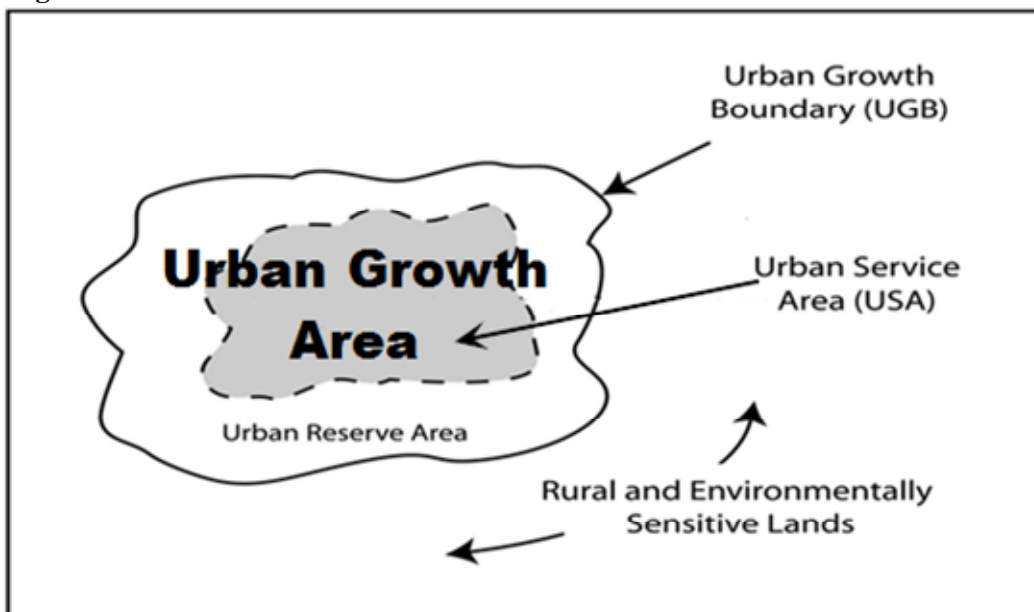 Urban Growth
Boundary (UGB)
Urban Growth
Area
Urban Service
Area (USA)
Urban Reserve Area
Rural and Environmentally
Sensitive Lands